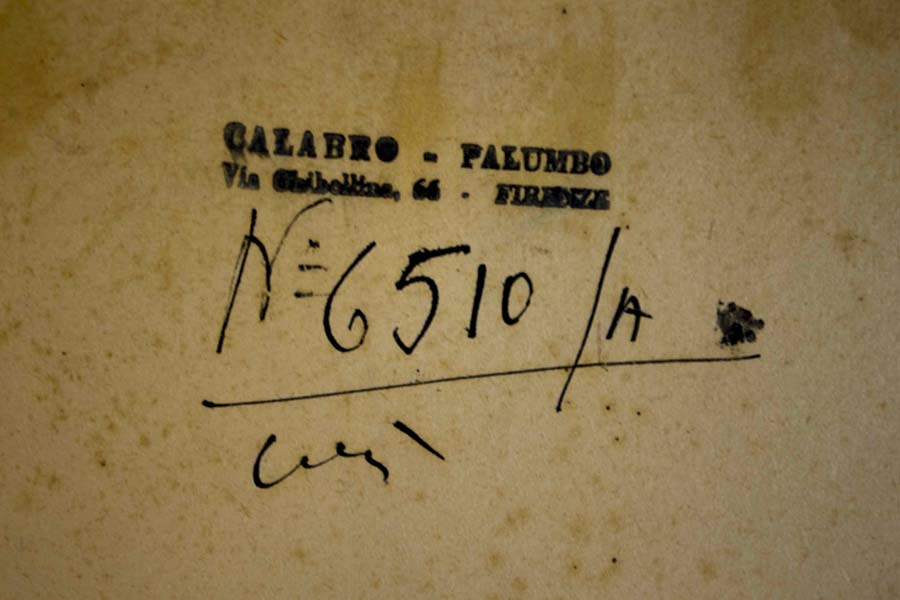 CALABRO - PALUMBO
Via Ghibellina, 66 - FIRENZE
N= 6510/A